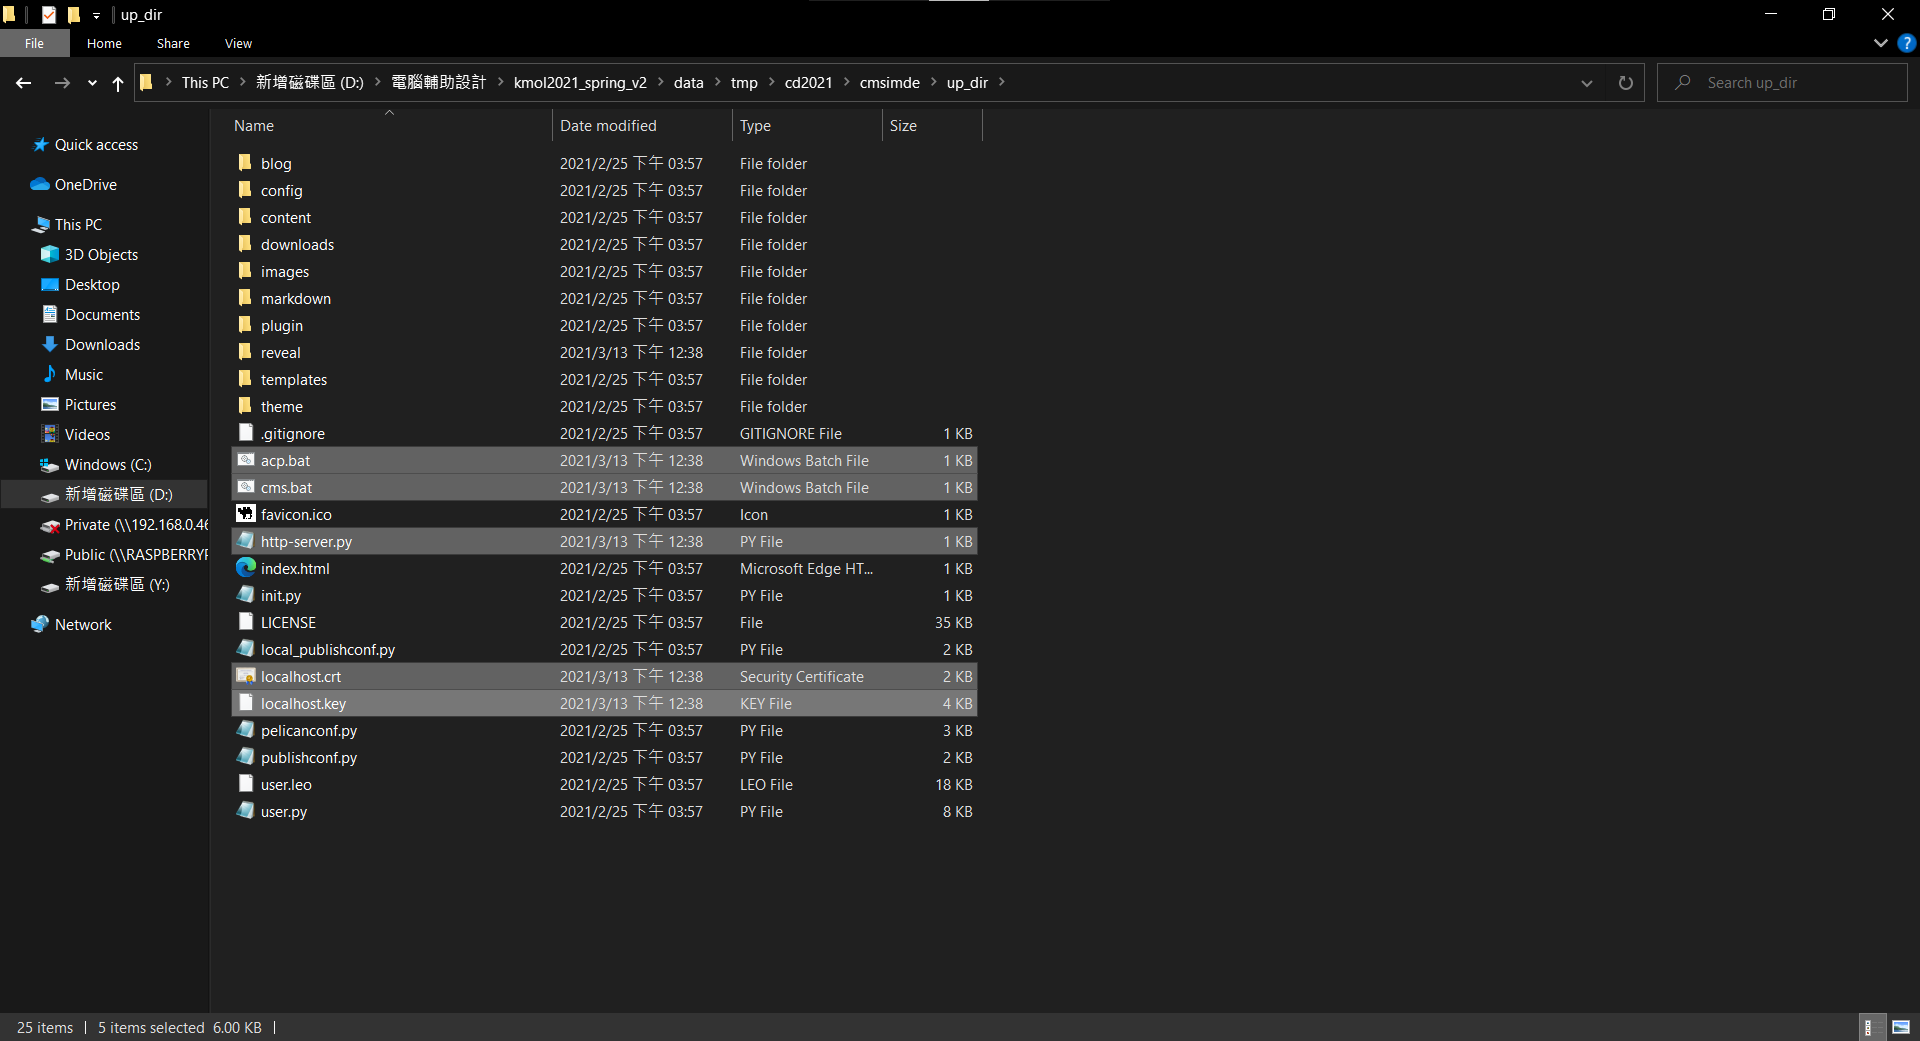 up_dir
File Home Share View
This PC 新增磁碟區 (D:) 電腦輔助設計 kmol2021_spring_v2 data tmp cd2021 cmsimde up_dir Search up_dir
Quick access
OneDrive
This PC
3D Objects
Desktop
Documents
Downloads
Music
Pictures
Videos
Windows (C:)
新增磁碟區 (D:)
Private (\\192.168.0.46
Public (\\RASPBERRYP
新增磁碟區 (Y:)
Network
Name Date modified Type Size
blog 2021/2/25 下午 03:57 File folder
config 2021/2/25 下午 03:57 File folder
content 2021/2/25 下午 03:57 File folder
downloads 2021/2/25 下午 03:57 File folder
images 2021/2/25 下午 03:57 File folder
markdown 2021/2/25 下午 03:57 File folder
plugin 2021/2/25 下午 03:57 File folder
reveal 2021/3/13 下午 12:38 File folder
templates 2021/2/25 下午 03:57 File folder
theme 2021/2/25 下午 03:57 File folder
.gitignore 2021/2/25 下午 03:57 GITIGNORE File 1 KB
acp.bat 2021/3/13 下午 12:38 Windows Batch File 1 KB
cms.bat 2021/3/13 下午 12:38 Windows Batch File 1 KB
favicon.ico 2021/2/25 下午 03:57 Icon 1 KB
http-server.py 2021/3/13 下午 12:38 PY File 1 KB
index.html 2021/2/25 下午 03:57 Microsoft Edge HT... 1 KB
init.py 2021/2/25 下午 03:57 PY File 1 KB
LICENSE 2021/2/25 下午 03:57 File 35 KB
local_publishconf.py 2021/2/25 下午 03:57 PY File 2 KB
localhost.crt 2021/3/13 下午 12:38 Security Certificate 2 KB
localhost.key 2021/3/13 下午 12:38 KEY File 4 KB
pelicanconf.py 2021/2/25 下午 03:57 PY File 3 KB
publishconf.py 2021/2/25 下午 03:57 PY File 2 KB
user.leo 2021/2/25 下午 03:57 LEO File 18 KB
user.py 2021/2/25 下午 03:57 PY File 8 KB
25 items 5 items selected 6.00 KB